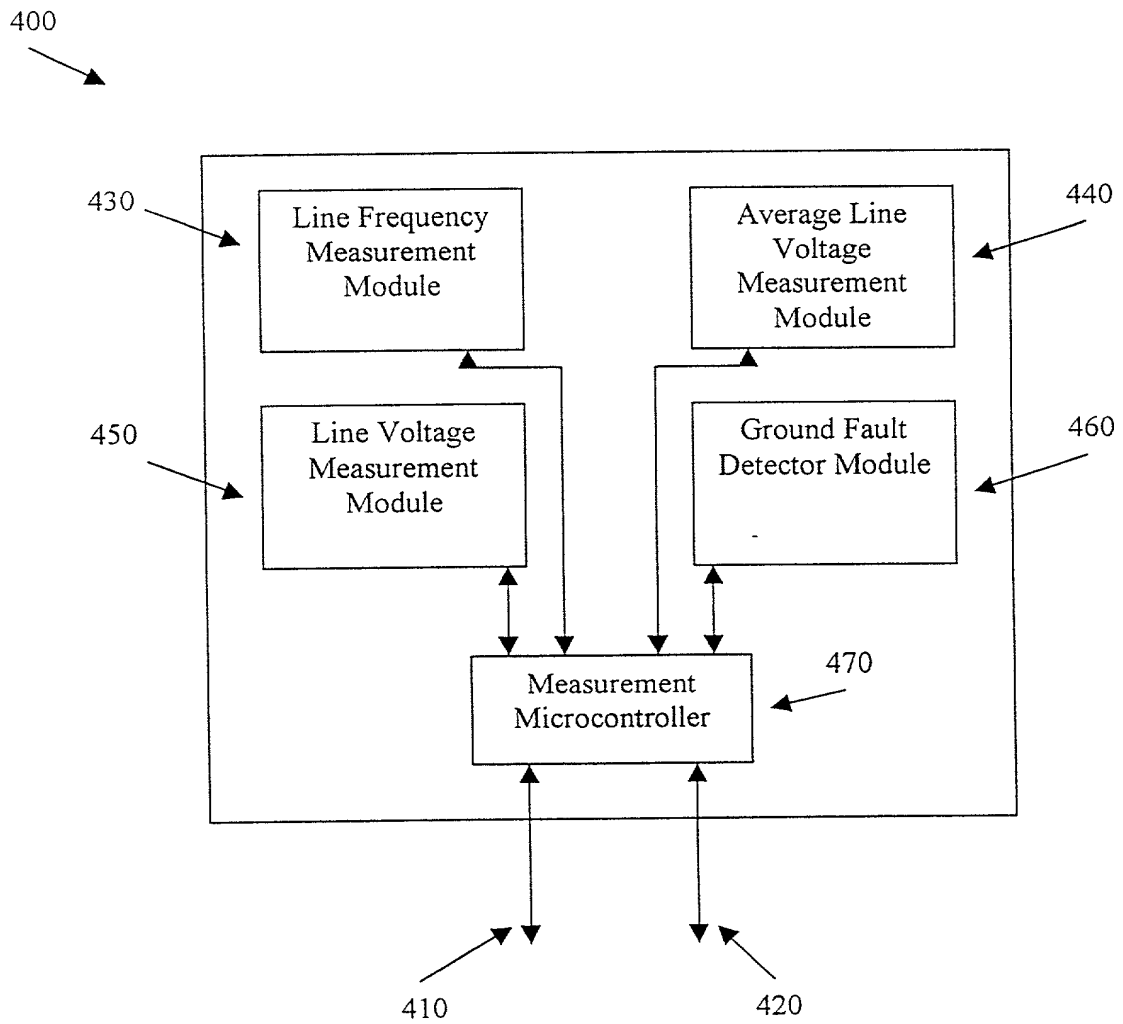 400
430
Line Frequency
Measurement
Module
Average Line
Voltage
Measurement
Module
440
450
Line Voltage
Measurement
Module
Ground Fault
Detector Module
460
Measurement
Microcontroller
470
410
420